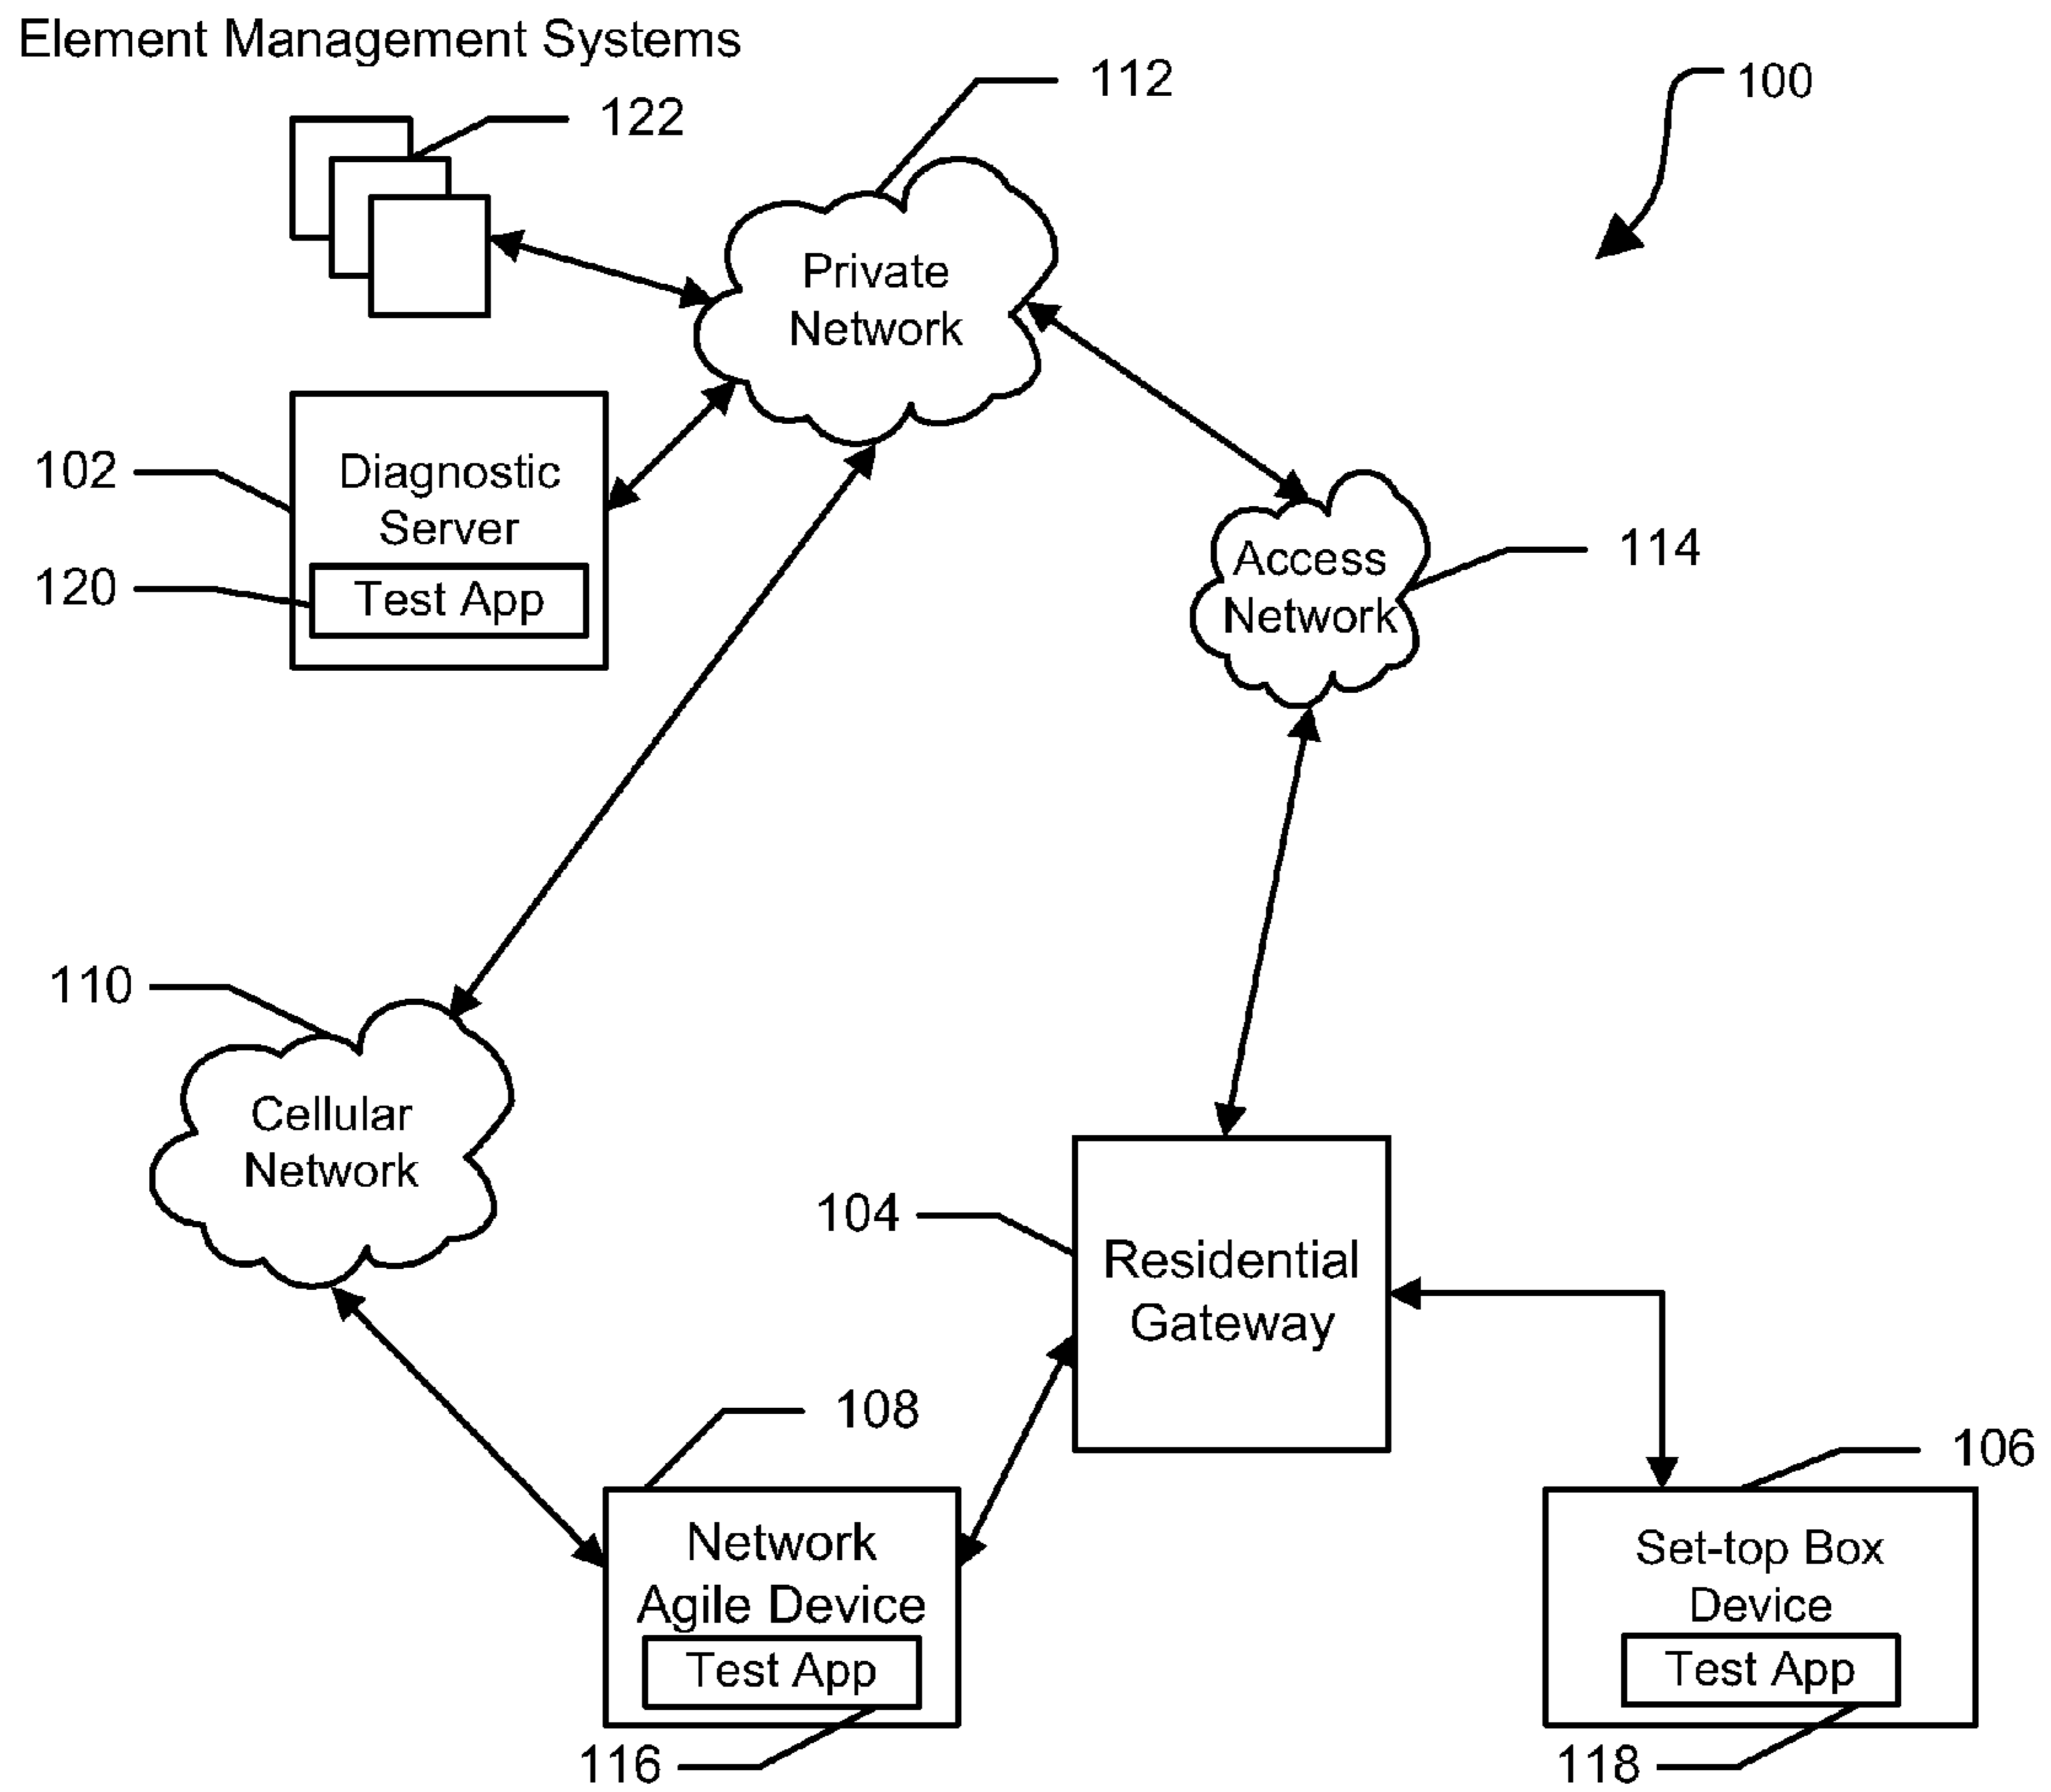 Element Management Systems
122
112
100
Private
Network
102
Diagnostic
Server
120
Test App
Access
Network
114
110
Cellular
Network
104
Residential
Gateway
108
Network
Agile Device
Test App
116
106
Set-top Box
Device
Test App
118